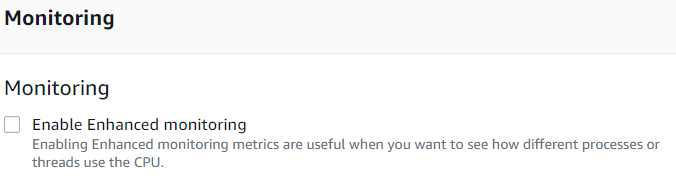 Monitoring
Monitoring
Enable Enhanced monitoring
Enabling Enhanced monitoring metrics are useful when you want to see how different processes or
threads use the CPU.